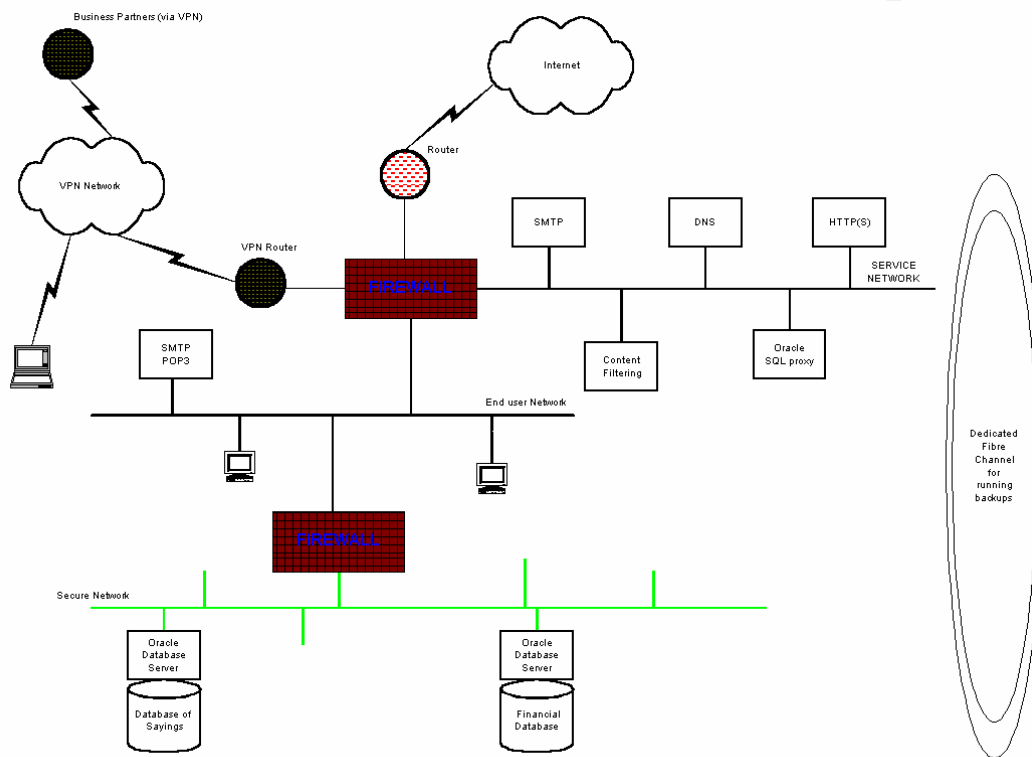 Business Partners (via VPN)
Internet
Router
VPN Network
SMTP
DNS
HTTP(S)
VPN Router
SERVICE
NETWORK
FIREWALL
SMTP
POP3
Content
Filtering
Oracle
SQL proxy
End user Network
Dedicated
Fibre
Channel
for
running
backups
FIREWALL
Secure Network
Oracle
Database
Server
Oracle
Database
Server
Database of
Sayings
Financial
Database